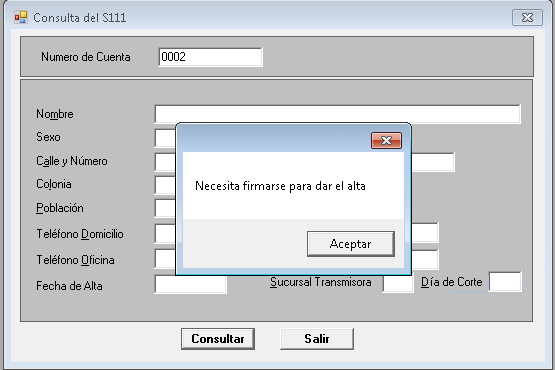 Consulta del S111
Numero de Cuenta 0002
Nombre
Sexo
Calle y Número
Colonia
Población
Teléfono Domicilio
Teléfono Oficina
Fecha de Alta Sucursal Transmisora Día de Corte
Necesita firmarse para dar el alta
Aceptar
Consultar Salir